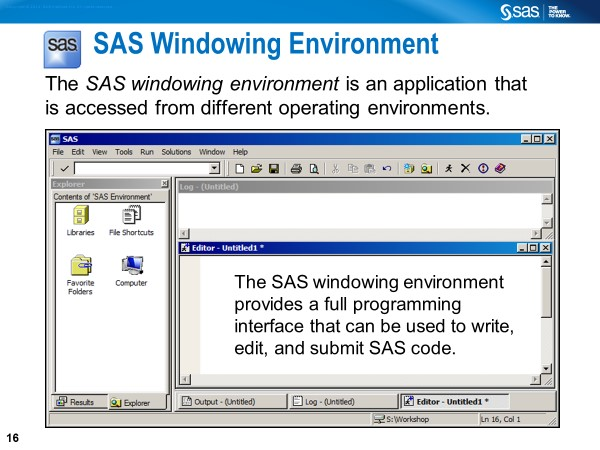 sas THE POWER TO KNOW.
sas SAS Windowing Environment
The SAS windowing environment is an application that
is accessed from different operating environments.
SAS
File Edit View Tools Run Solutions Window Help
Explorer
Contents of 'SAS Environment'
Libraries File Shortcuts
Favorite Folders Computer
Log - (Untitled)
Editor - Untitled1 *
The SAS windowing environment
provides a full programming
interface that can be used to write,
edit, and submit SAS code.
Results Explorer
Output - (Untitled) Log - (Untitled) Editor - Untitled1 *
S:\Workshop Ln 16, Col 1
16